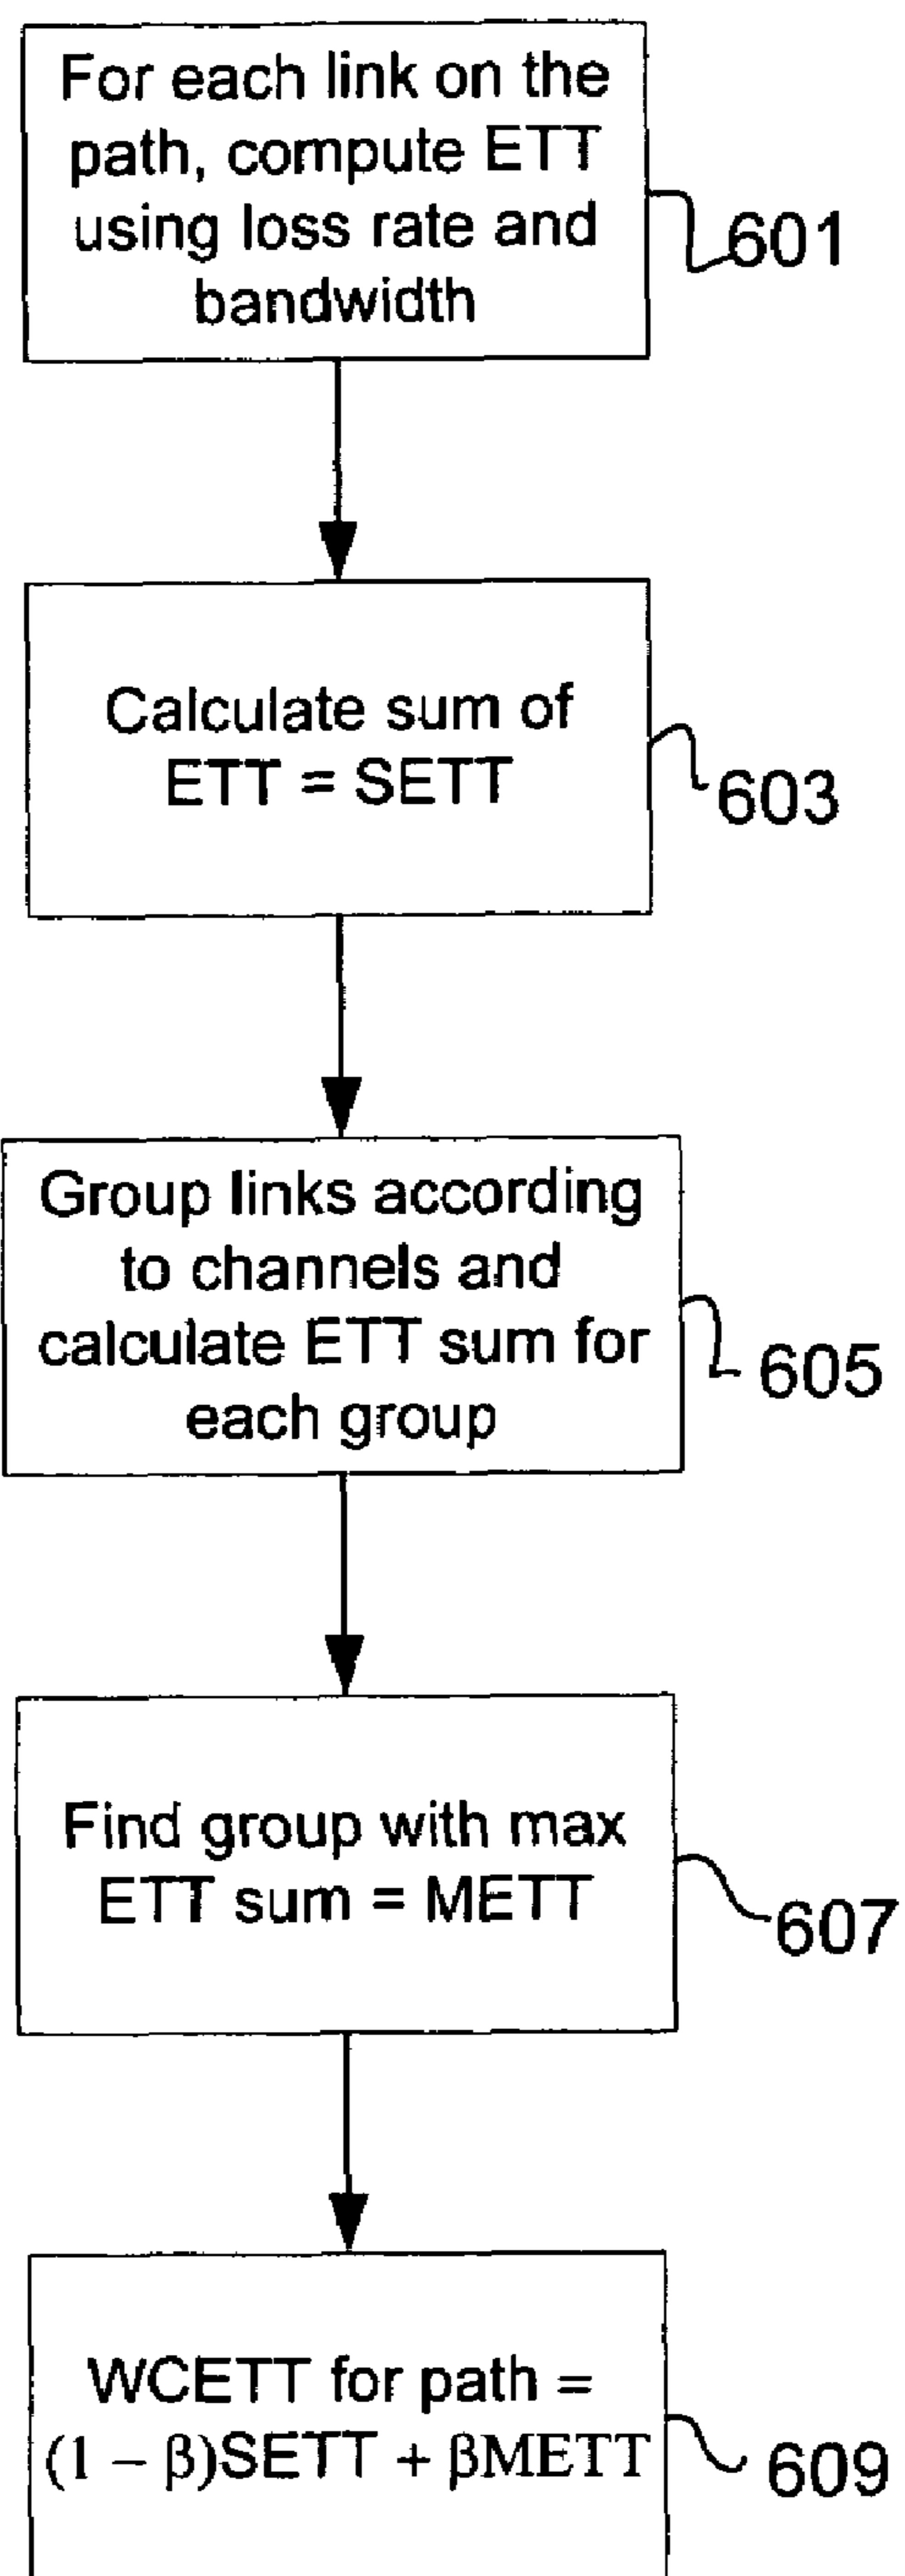 For each link on the
path, compute ETT
using loss rate and
bandwidth
601
Calculate sum of
ETT = SETT
603
Group links according
to channels and
calculate ETT sum for
each group
605
Find group with max
ETT sum = METT
607
WCETT for path =
(1 – β)SETT + βMETT
609